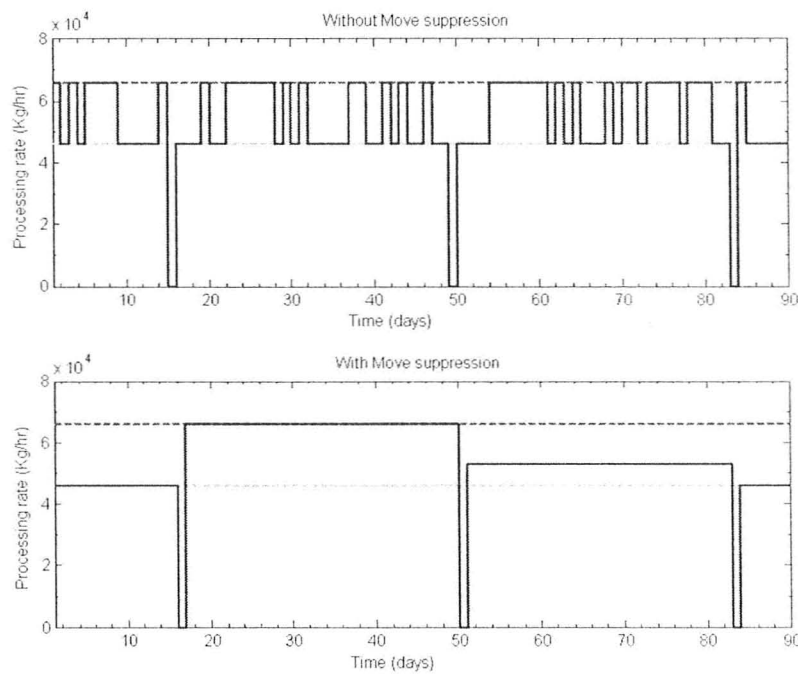 Without Move suppression
x 10^4
8
6
4
2
0
Processing rate (Kg/hr)
10 20 30 40 50 60 70 80 90
Time (days)
With Move suppression
x 10^4
8
6
4
2
0
Processing rate (Kg/hr)
10 20 30 40 50 60 70 80 90
Time (days)